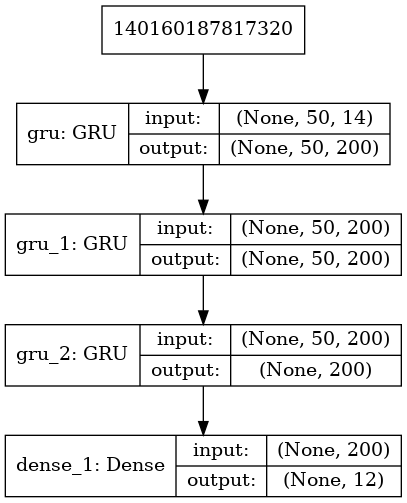 140160187817320
gru: GRU
input: (None, 50, 14)
output: (None, 50, 200)
gru_1: GRU
input: (None, 50, 200)
output: (None, 50, 200)
gru_2: GRU
input: (None, 50, 200)
output: (None, 200)
dense_1: Dense
input: (None, 200)
output: (None, 12)